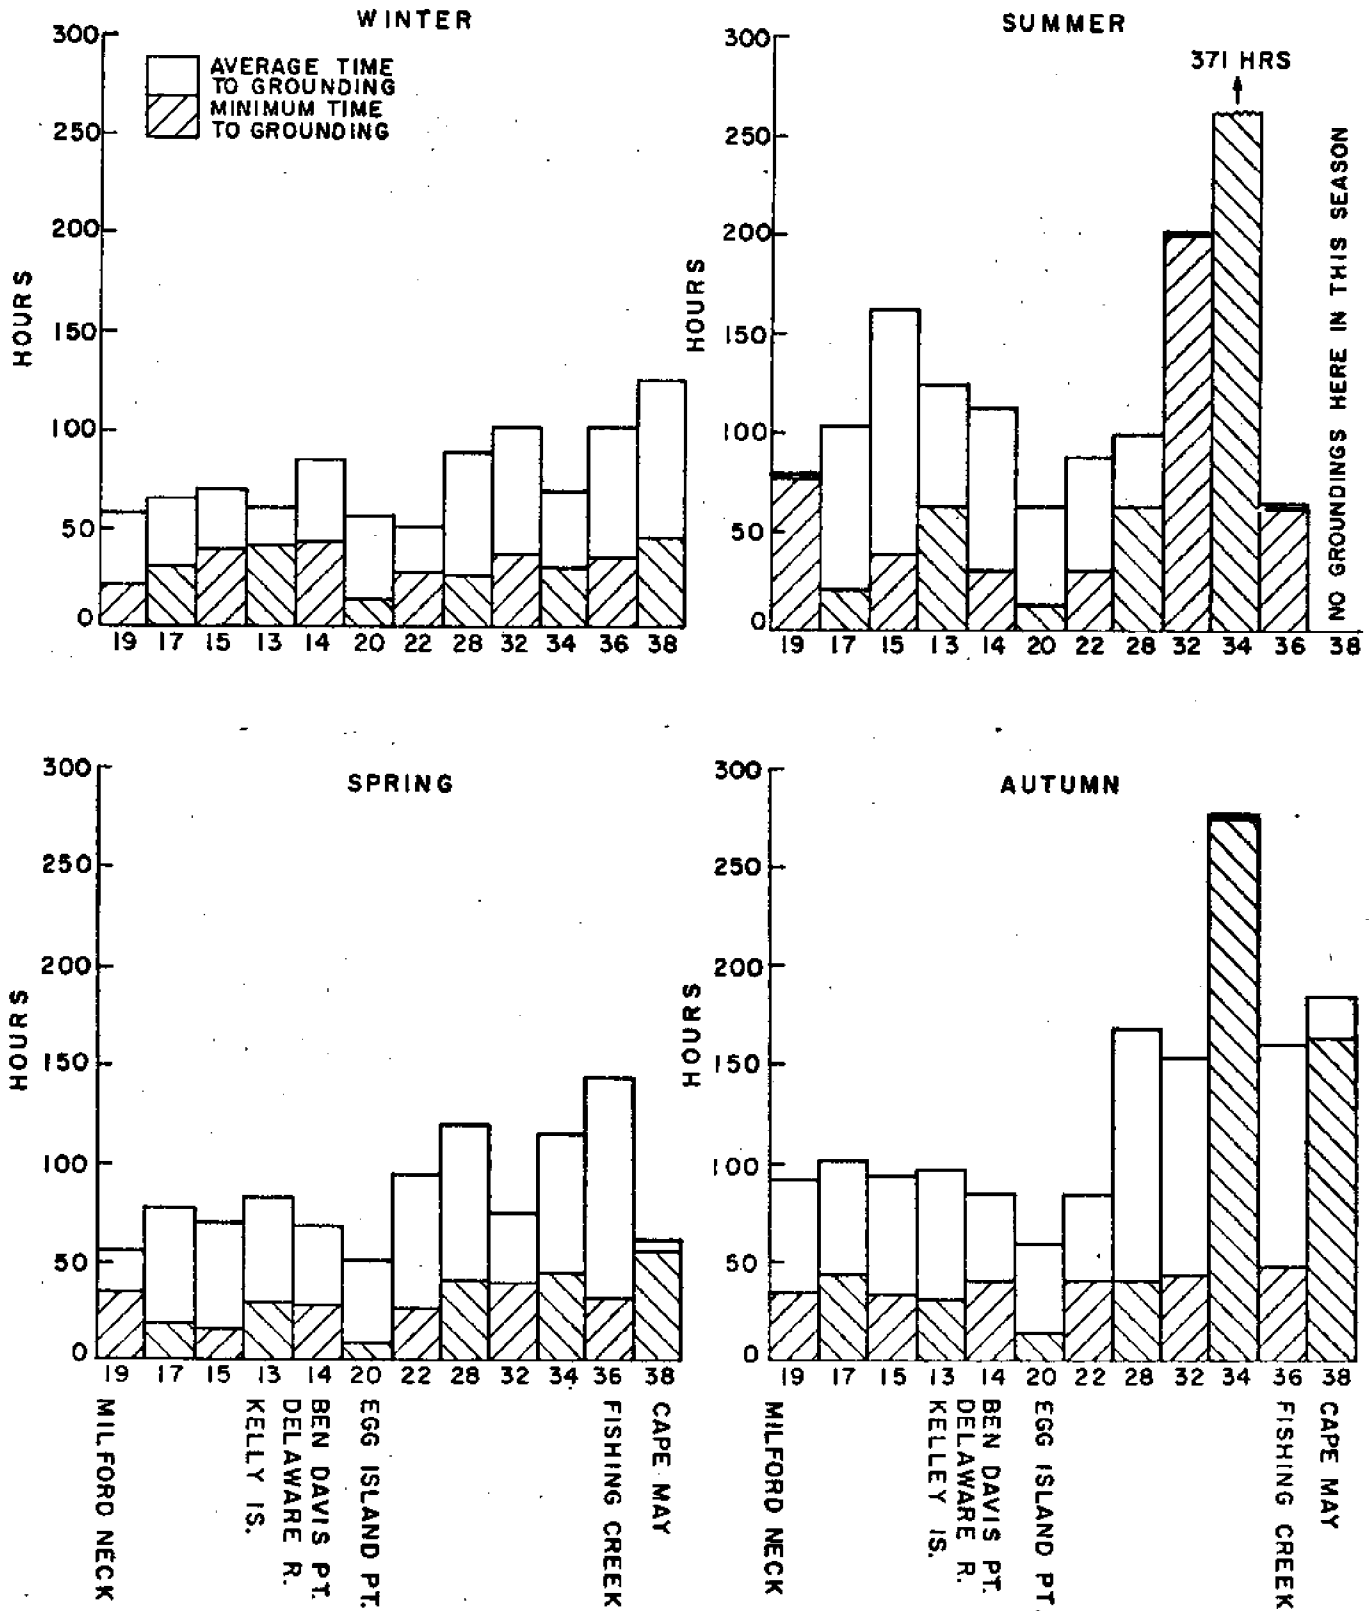 WINTER
300
250
200
150
100
50
0
HOURS
AVERAGE TIME
TO GROUNDING
MINIMUM TIME
TO GROUNDING
19 17 15 13 14 20 22 28 32 34 36 38
SUMMER
300
250
200
150
100
50
0
HOURS
371 HRS
NO GROUNDINGS HERE IN THIS SEASON
19 17 15 13 14 20 22 28 32 34 36 38
SPRING
300
250
200
150
100
50
0
HOURS
19 17 15 13 14 20 22 28 32 34 36 38
MILFORD NECK
KELLY IS.
DELAWARE R.
BEN DAVIS PT.
EGG ISLAND PT.
FISHING CREEK
CAPE MAY
AUTUMN
300
250
200
150
100
50
0
HOURS
19 17 15 13 14 20 22 28 32 34 36 38
MILFORD NECK
KELLEY IS.
DELAWARE R.
BEN DAVIS PT.
EGG ISLAND PT
FISHING CREEK
CAPE MAY